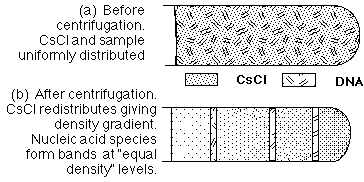 (a) Before
centrifugation.
CsCl and sample
uniformly distributed
CsCl
DNA
(b) After centrifugation.
CsCl redistributes giving
density gradient.
Nucleic acid species
form bands at "equal
density" levels.